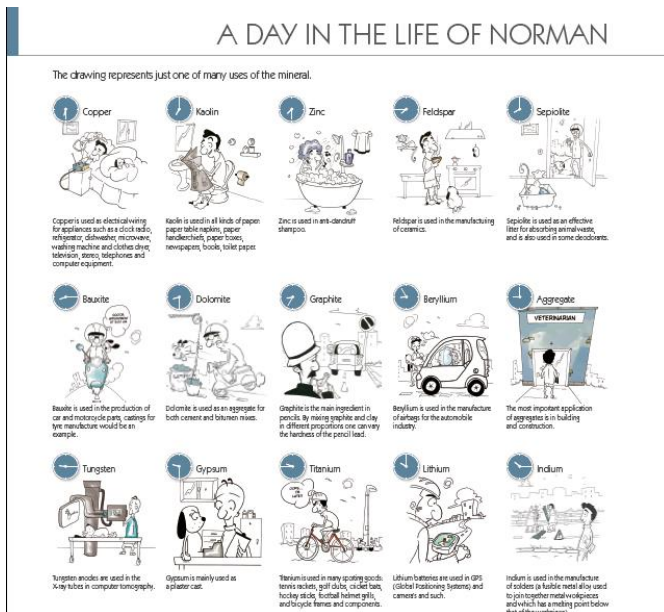 A DAY IN THE LIFE OF NORMAN
The drawing represents just one of many uses of the mineral.
Copper
Kaolin
Zinc
Feldspar
Sepiolite
Copper is used as electrical wiring
for appliances such as a clock radio,
refrigerator, dishwasher, microwave,
washing machine and clothes dryer,
television, stereo, telephones and
computer equipment.
Kaolin is used in all kinds of paper:
paper table napkins, paper
handkerchiefs, paper boxes,
newspapers, books, toilet paper.
Zinc is used in anti-dandruff
shampoo.
Feldspar is used in the manufacturing
of ceramics.
Sepiolite is used as an effective
litter for absorbing animal waste,
and is also used in some deodorants.
Bauxite
Dolomite
Graphite
Beryllium
Aggregate
VETERINARIAN
Bauxite is used in the production of
car and motorcycle parts, castings for
tyre manufacture would be an
example.
Dolomite is used as an aggregate for
both cement and bitumen mixes.
Graphite is the main ingredient in
pencils. By mixing graphite and clay
in different proportions one can vary
the hardness of the pencil lead.
Beryllium is used in the manufacture
of airbags for the automobile
industry.
The most important application
of aggregates is in building
and construction.
Tungsten
Gypsum
Titanium
Lithium
Indium
Tungsten anodes are used in the
X-ray tubes in computer tomography.
Gypsum is mainly used as
a plaster cast.
Titanium is used in many sporting goods:
tennis rackets, golf clubs, cricket bats,
hockey sticks, football helmet grills,
and bicycle frames and components.
Lithium batteries are used in GPS
(Global Positioning Systems) and
camera's and such.
Indium is used in the manufacture
of solders (a fusible metal alloy used
to join together metal workpieces
and which has a melting point below